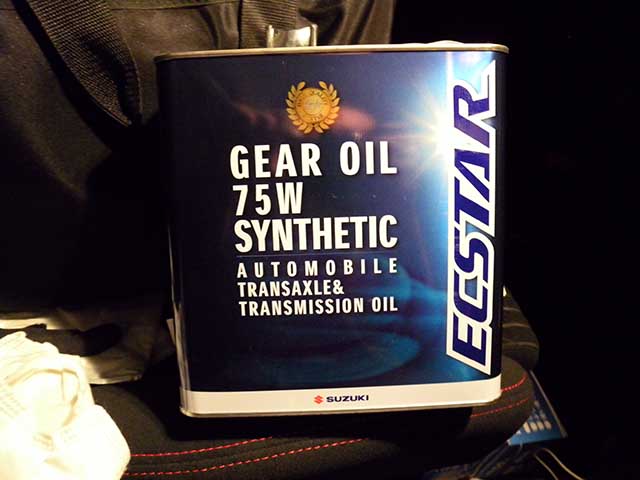 GEAR OIL
75W
SYNTHETIC
AUTOMOBILE
TRANSAXLE&
TRANSMISSION OIL
ECSTAR
SUZUKI